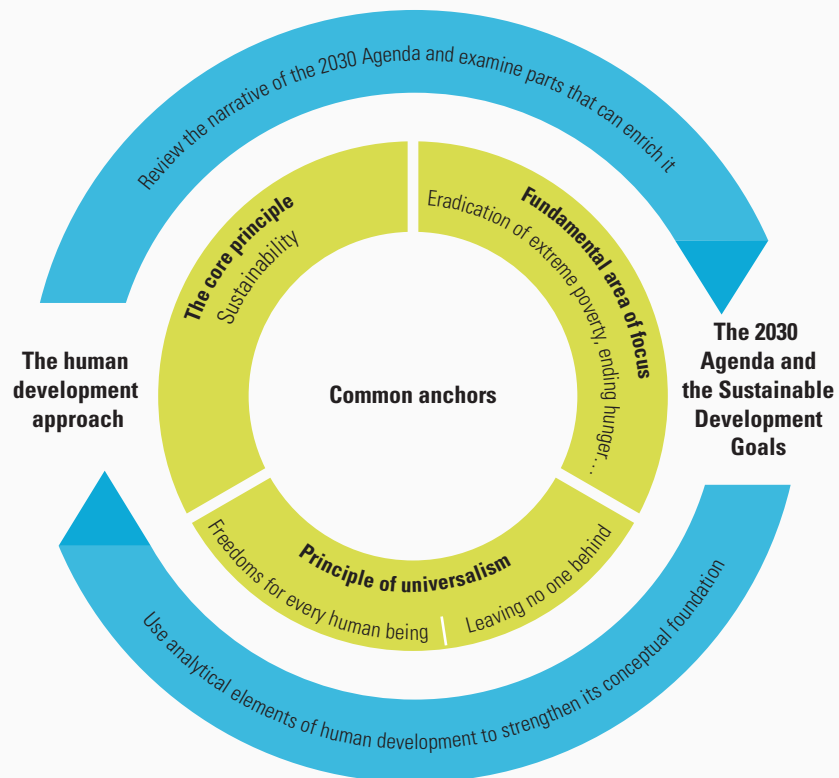 Review the narrative of the 2030 Agenda and examine parts that can enrich it
The core principle
Sustainability
Fundamental area of focus
Eradication of extreme poverty, ending hunger…
The human
development
approach
Common anchors
The 2030
Agenda and
the Sustainable
Development
Goals
Principle of universalism
Freedoms for every human being
Leaving no one behind
Use analytical elements of human development to strengthen its conceptual foundation